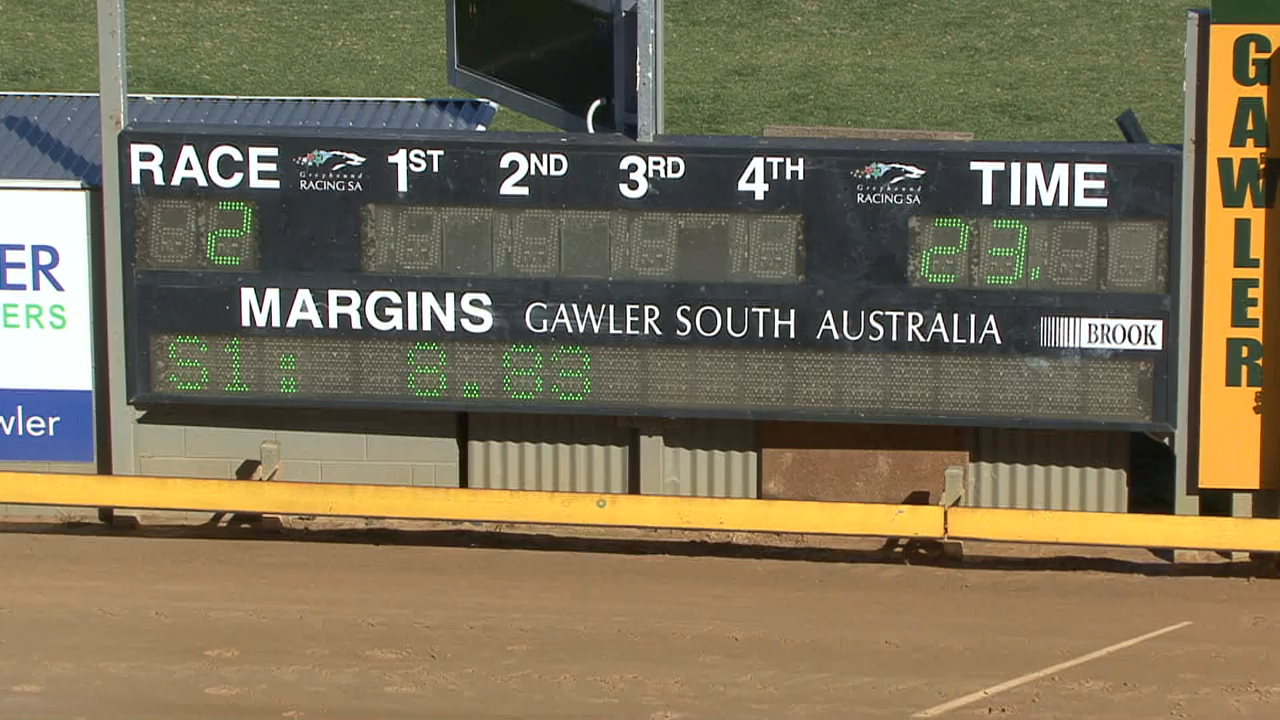 RACE Greyhound RACING SA 1ST 2ND 3RD 4TH Greyhound RACING SA TIME
2 23.
MARGINS GAWLER SOUTH AUSTRALIA BROOK
S1: 8.83
ER
ERS
wler
GAWLER